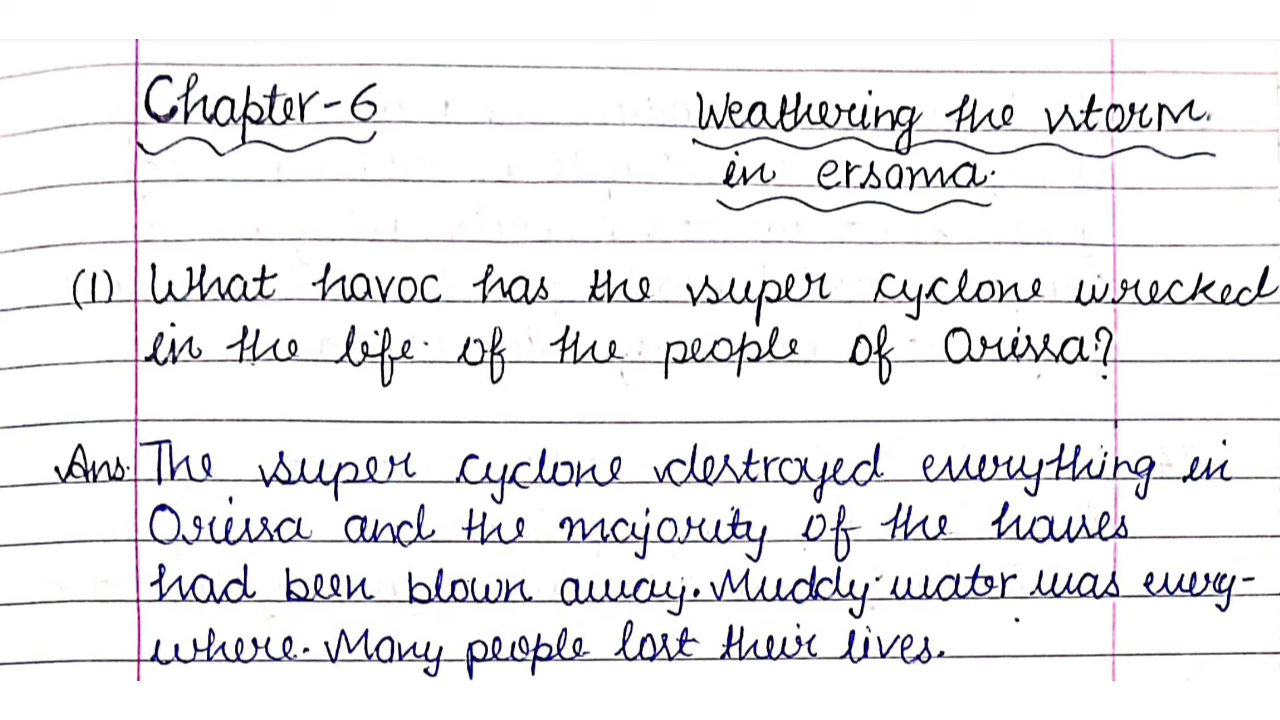 Chapter-6
Weathering the storm.
in ersama.
(1) What havoc has the super cyclone wrecked
in the life of the people of Orissa?
Ans. The super cyclone destroyed everything in
Orissa and the majority of the houses
had been blown away. Muddy water was every-
where. Many people lost their lives.